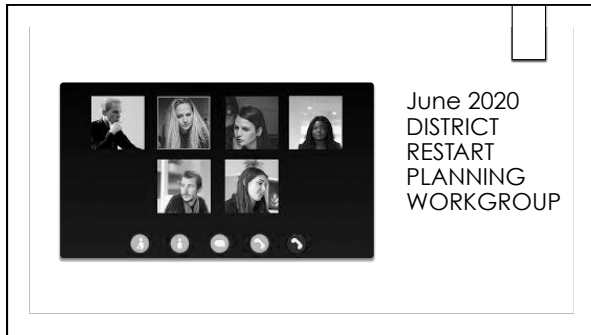 June 2020
DISTRICT
RESTART
PLANNING
WORKGROUP